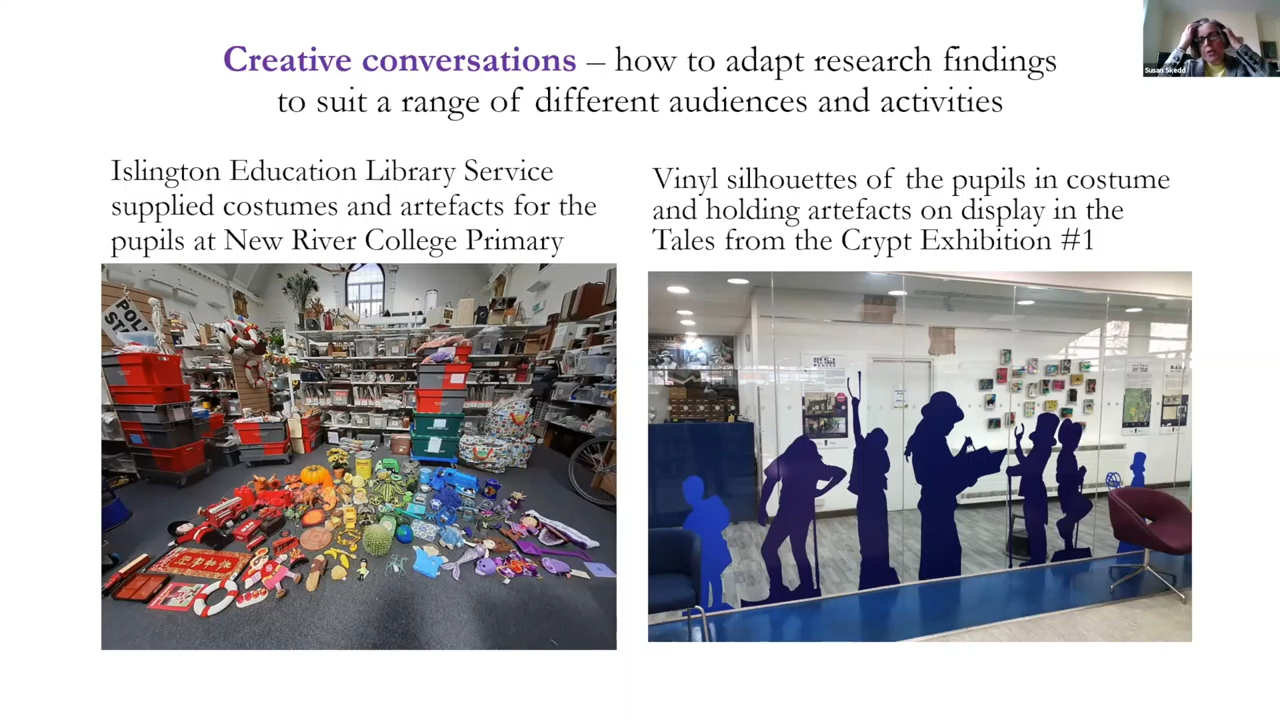 Creative conversations – how to adapt research findings
to suit a range of different audiences and activities
Susan Skedd
Islington Education Library Service
supplied costumes and artefacts for the
pupils at New River College Primary
Vinyl silhouettes of the pupils in costume
and holding artefacts on display in the
Tales from the Crypt Exhibition #1